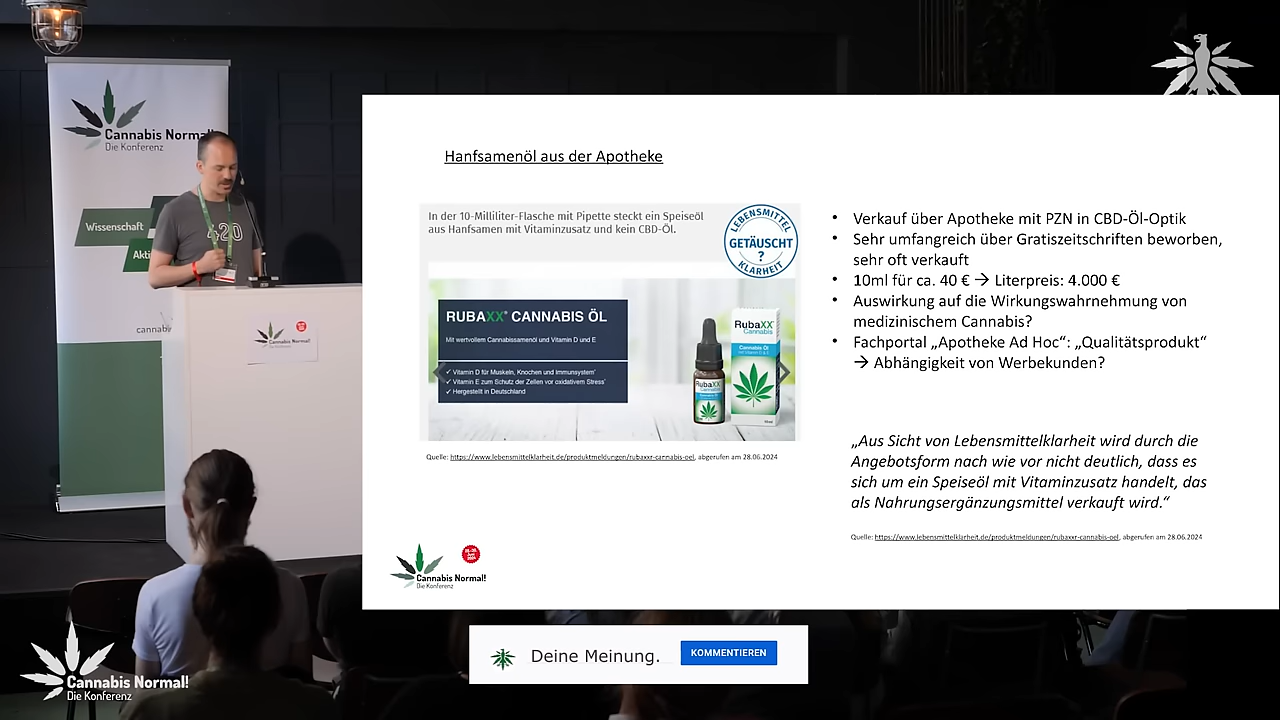 Cannabis Normal!
Die Konferenz
Wissenschaft
420
Hanfsamenöl aus der Apotheke
In der 10-Milliliter-Flasche mit Pipette steckt ein Speiseöl
aus Hanfsamen mit Vitaminzusatz und kein CBD-Öl.
LEBENSMITTEL
GETÄUSCHT
?
KLARHEIT
RUBAXX® CANNABIS ÖL
Mit wertvollem Cannabissamenöl und Vitamin D und E
✓ Vitamin D für Muskeln, Knochen und Immunsystem*
✓ Vitamin E zum Schutz der Zellen vor oxidativem Stress*
✓ Hergestellt in Deutschland
RubaXX®
Cannabis
Cannabis Öl
RubaXX
Cannabis
Quelle: https://www.lebensmittelklarheit.de/produktmeldungen/rubaxxr-cannabis-oel, abgerufen am 28.06.2024
• Verkauf über Apotheke mit PZN in CBD-Öl-Optik
• Sehr umfangreich über Gratiszeitschriften beworben,
sehr oft verkauft
• 10ml für ca. 40 € → Literpreis: 4.000 €
• Auswirkung auf die Wirkungswahrnehmung von
medizinischem Cannabis?
• Fachportal „Apotheke Ad Hoc“: „Qualitätsprodukt“
→ Abhängigkeit von Werbekunden?
„Aus Sicht von Lebensmittelklarheit wird durch die
Angebotsform nach wie vor nicht deutlich, dass es
sich um ein Speiseöl mit Vitaminzusatz handelt, das
als Nahrungsergänzungsmittel verkauft wird.“
Quelle: https://www.lebensmittelklarheit.de/produktmeldungen/rubaxxr-cannabis-oel, abgerufen am 28.06.2024
Cannabis Normal!
Die Konferenz
Deine Meinung.
KOMMENTIEREN
Cannabis Normal!
Die Konferenz